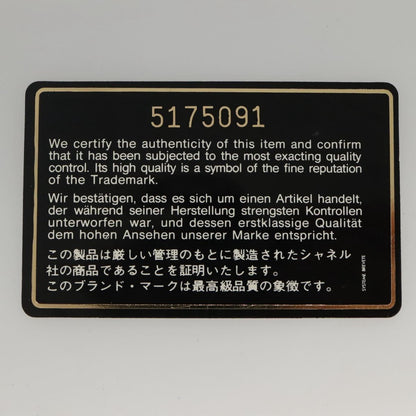 5175091
We certify the authenticity of this item and confirm
that it has been subjected to the most exacting quality
control. Its high quality is a symbol of the fine reputation
of the Trademark.
Wir bestätigen, dass es sich um einen Artikel handelt,
der während seiner Herstellung strengsten Kontrollen
unterworfen war, und dessen erstklassige Qualität
dem hohen Ansehen unserer Marke entspricht.
この製品は厳しい管理のもとに製造されたシャネル
社の商品であることを証明いたします。
このブランド・マークは最高級品質の象徴です。